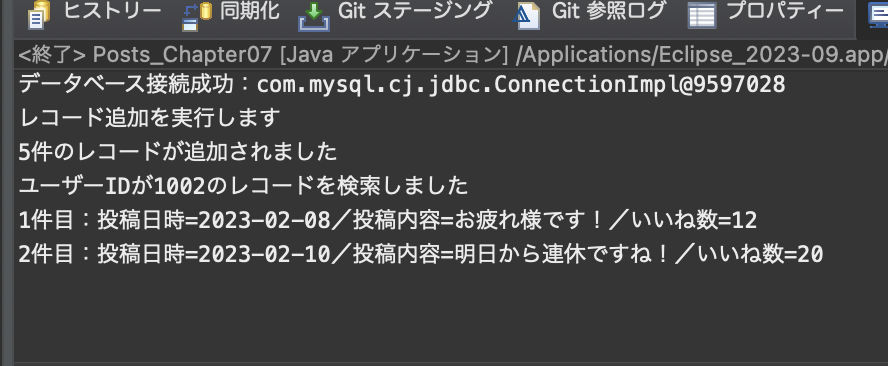 ヒストリー 同期化 Git ステージング Git 参照ログ プロパティー
<終了> Posts_Chapter07 [Java アプリケーション] /Applications/Eclipse_2023-09.app/
データベース接続成功：com.mysql.cj.jdbc.ConnectionImpl@9597028
レコード追加を実行します
5件のレコードが追加されました
ユーザーIDが1002のレコードを検索しました
1件目：投稿日時=2023-02-08／投稿内容=お疲れ様です！／いいね数=12
2件目：投稿日時=2023-02-10／投稿内容=明日から連休ですね！／いいね数=20